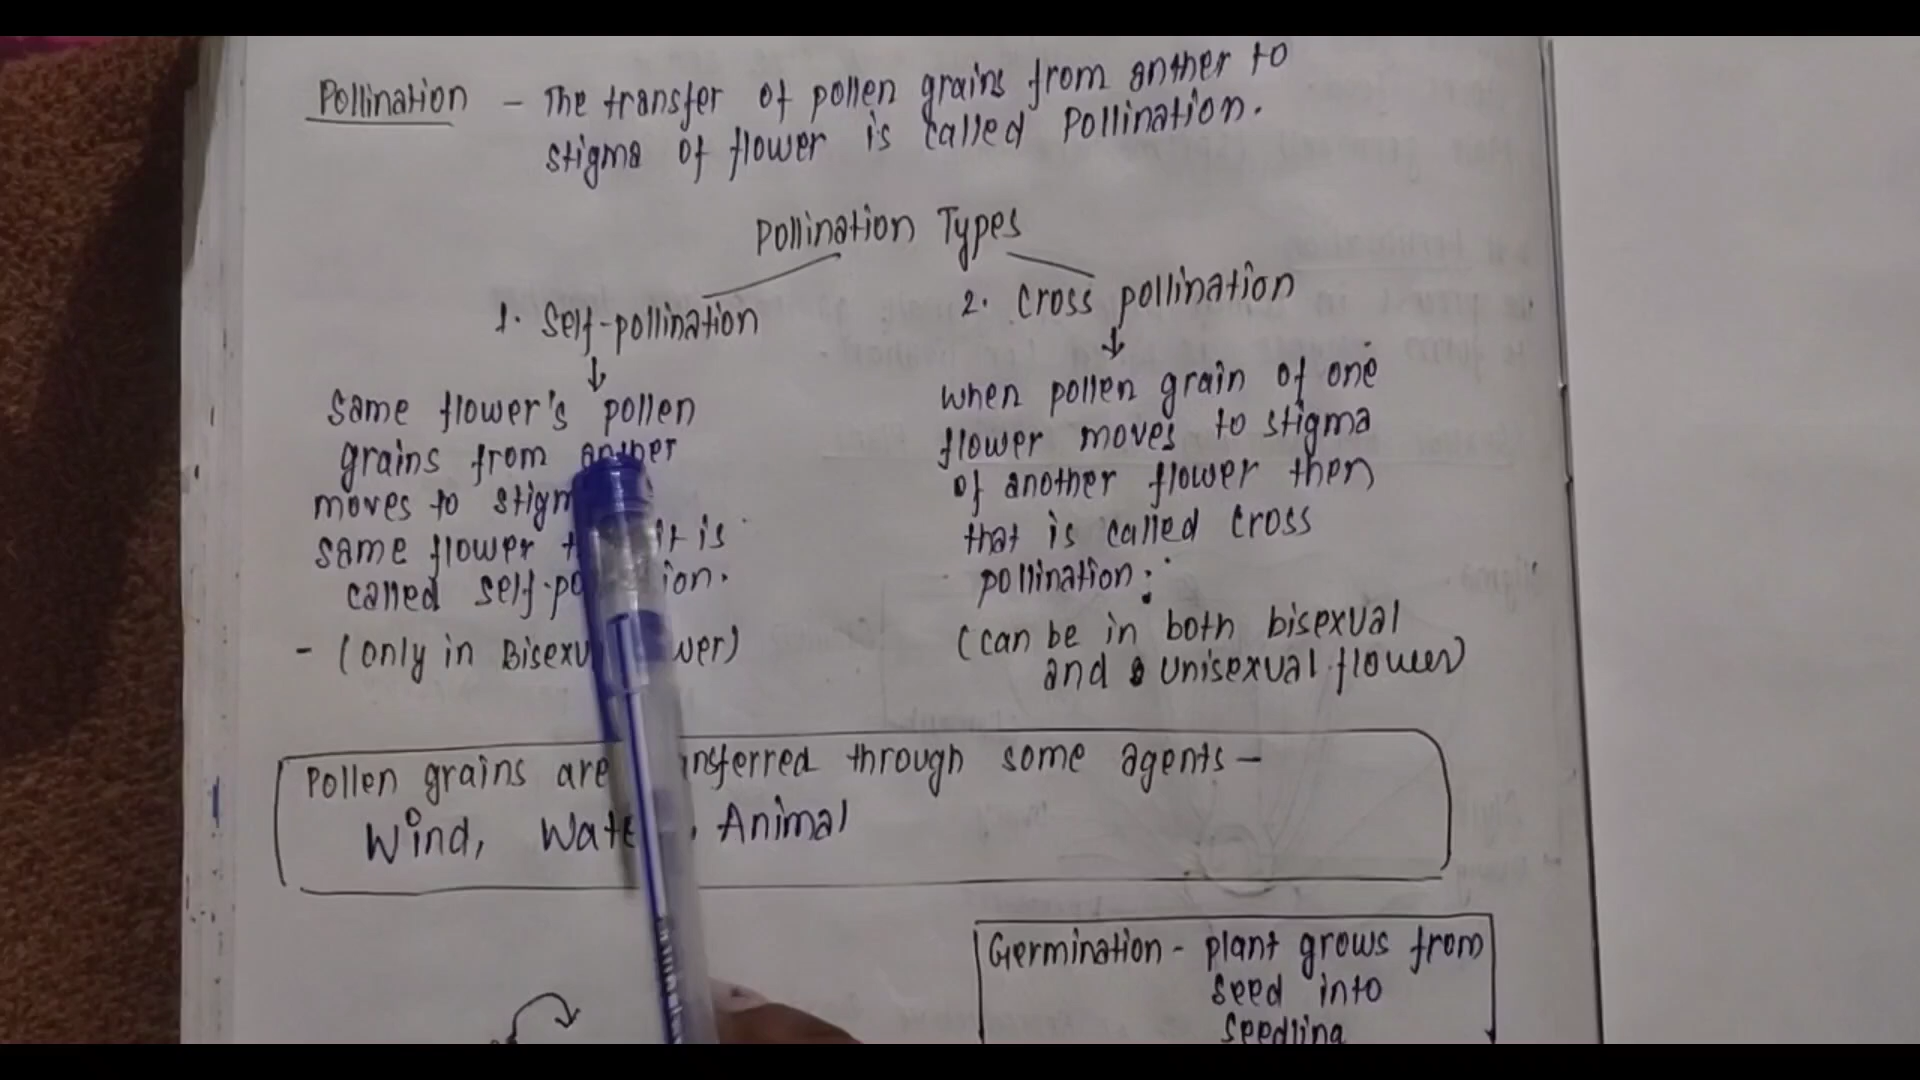 Pollination - The transfer of pollen grains from anther to
stigma of flower is called Pollination.
Pollination Types
1. Self-pollination
same flower's pollen
grains from anther
moves to
same flower it is
called self-
- (only in
2. Cross pollination
when pollen grain of one
flower moves to stigma
of another flower then
that is called cross
pollination:
(can be in both bisexual
and unisexual flower)
Pollen grains are through some agents-
Wind, Animal
Germination - plant grows from
seed into
seedling